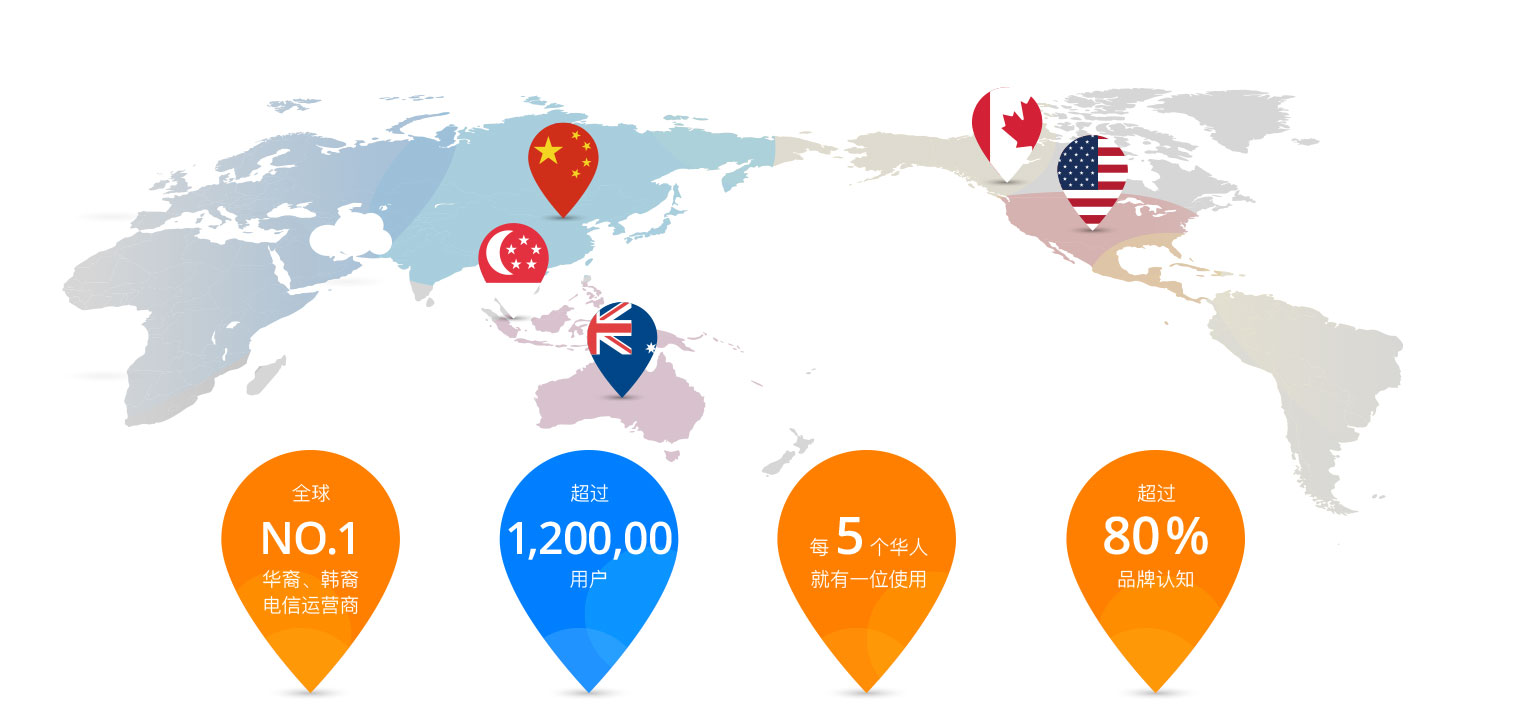 全球
NO.1
华裔、韩裔
电信运营商
超过
1,200,00
用户
每 5 个华人
就有一位使用
超过
80%
品牌认知